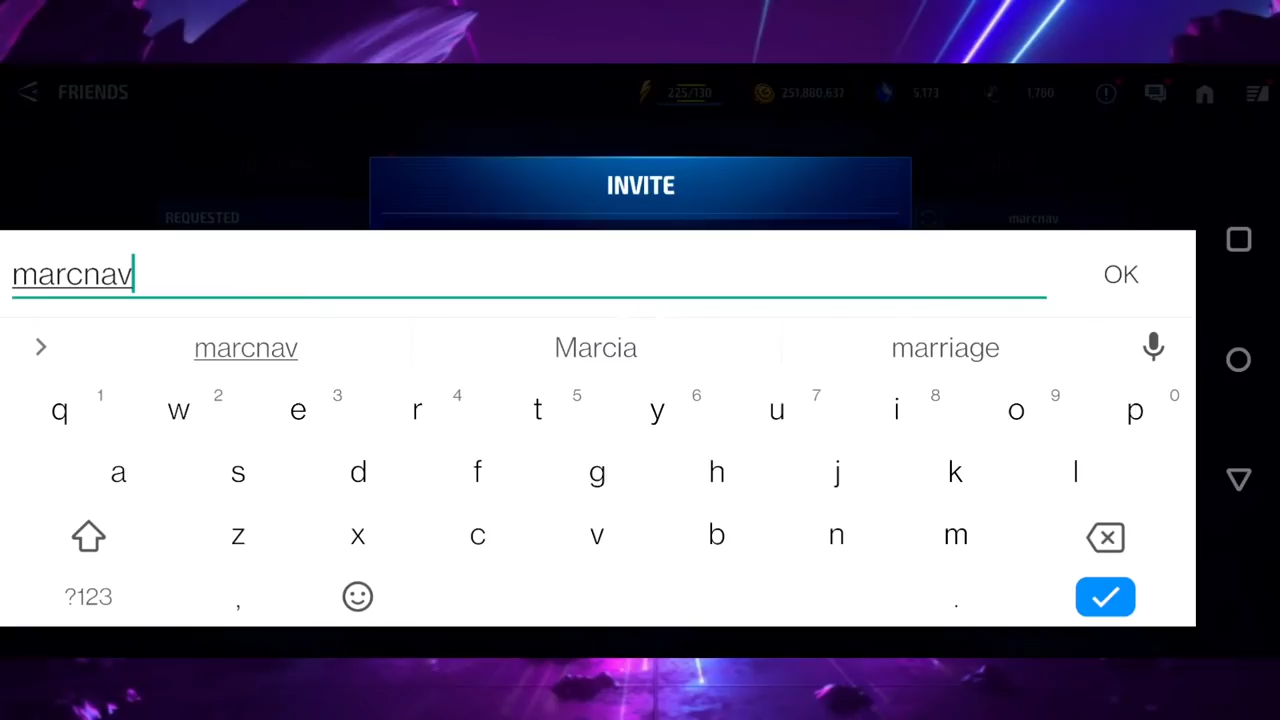 FRIENDS 225/130 251,880,637 5,173 1,760
INVITE
REQUESTED marcnav
marcnav OK
marcnav Marcia marriage
1 2 3 4 5 6 7 8 9 0
q w e r t y u i o p
a s d f g h j k l
z x c v b n m
?123 , .